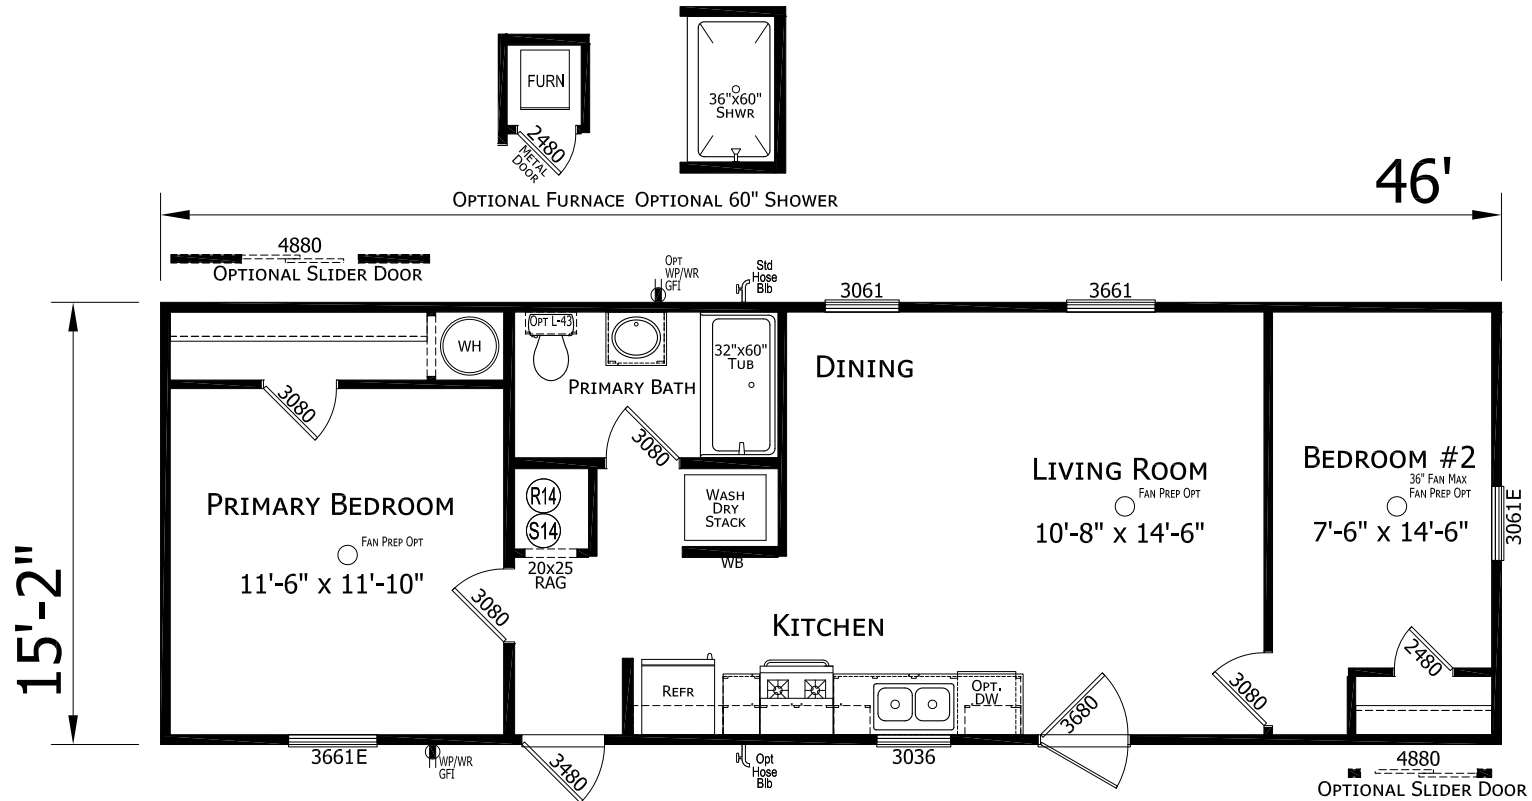 FURN
2480
METAL
DOOR
OPTIONAL FURNACE
36"x60"
SHWR
OPTIONAL 60" SHOWER
46'
4880
OPTIONAL SLIDER DOOR
OPT
WP/WR
GFI
Std
Hose
Blb
3061
3661
WH
OPT L-43
32"x60"
TUB
PRIMARY BATH
DINING
3080
3080
LIVING ROOM
FAN PREP OPT
10'-8" x 14'-6"
BEDROOM #2
36" FAN MAX
FAN PREP OPT
7'-6" x 14'-6"
3061E
PRIMARY BEDROOM
FAN PREP OPT
11'-6" x 11'-10"
R14
S14
20x25
RAG
WASH
DRY
STACK
WB
15'-2"
3080
KITCHEN
REFR
OPT.
DW
3680
3080
2480
3661E
WP/WR
GFI
3480
Opt
Hose
Blb
3036
4880
OPTIONAL SLIDER DOOR